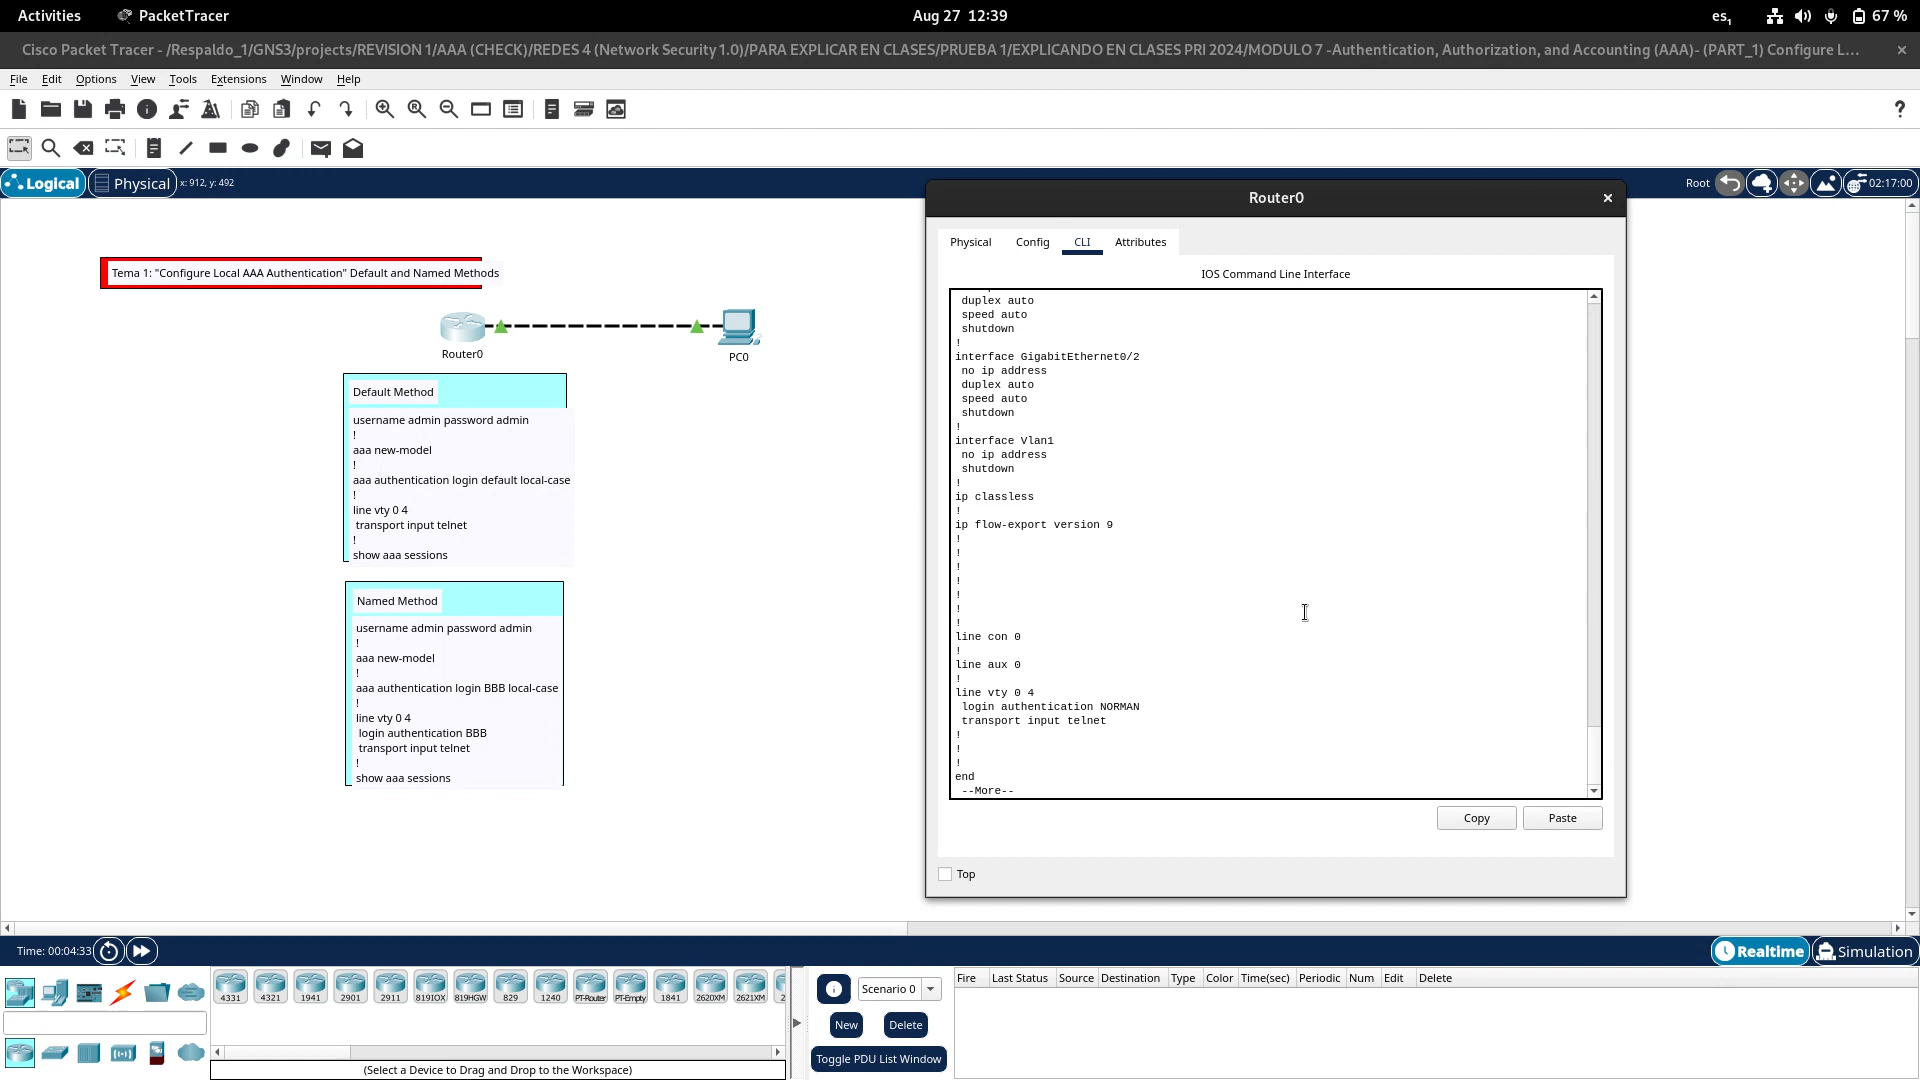 Activities
PacketTracer
Aug 27 12:39
es₁
67 %
Cisco Packet Tracer - /Respaldo_1/GNS3/projects/REVISION 1/AAA (CHECK)/REDES 4 (Network Security 1.0)/PARA EXPLICAR EN CLASES/PRUEBA 1/EXPLICANDO EN CLASES PRI 2024/MODULO 7 -Authentication, Authorization, and Accounting (AAA)- (PART_1) Configure L...
File Edit Options View Tools Extensions Window Help
Logical
Physical
x: 912, y: 492
Root
02:17:00
Tema 1: "Configure Local AAA Authentication" Default and Named Methods
Router0
PC0
Default Method
username admin password admin
!
aaa new-model
!
aaa authentication login default local-case
!
line vty 0 4
transport input telnet
!
show aaa sessions
Named Method
username admin password admin
!
aaa new-model
!
aaa authentication login BBB local-case
!
line vty 0 4
login authentication BBB
transport input telnet
!
show aaa sessions
Router0
Physical Config CLI Attributes
IOS Command Line Interface
duplex auto
speed auto
shutdown
!
interface GigabitEthernet0/2
no ip address
duplex auto
speed auto
shutdown
!
interface Vlan1
no ip address
shutdown
!
ip classless
!
ip flow-export version 9
!
!
!
!
!
!
!
line con 0
!
line aux 0
!
line vty 0 4
login authentication NORMAN
transport input telnet
!
!
!
end
--More--
Copy
Paste
Top
Time: 00:04:33
Realtime
Simulation
4331 4321 1941 2901 2911 819IOX 819HGW 829 1240 PT-Router PT-Empty 1841 2620XM 2621XM 2
(Select a Device to Drag and Drop to the Workspace)
Scenario 0
New
Delete
Toggle PDU List Window
Fire Last Status Source Destination Type Color Time(sec) Periodic Num Edit Delete